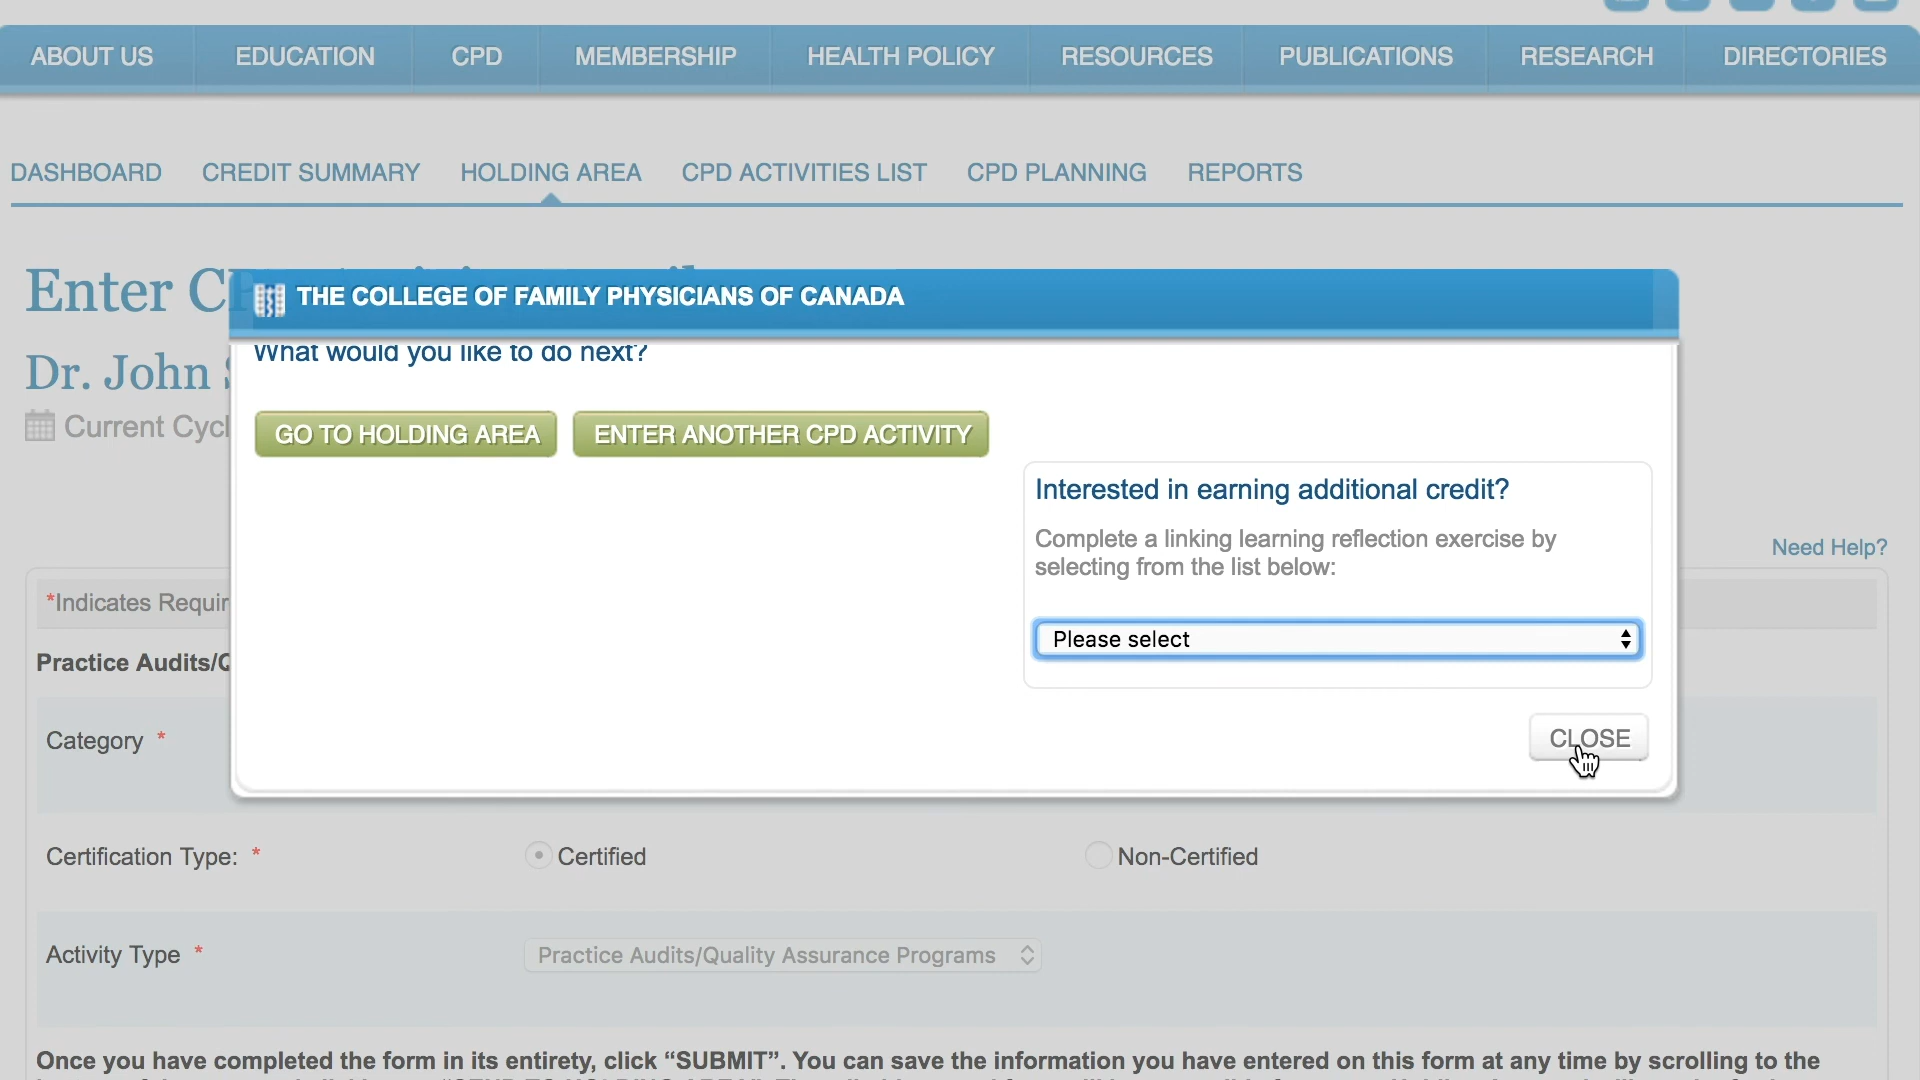 ABOUT US EDUCATION CPD MEMBERSHIP HEALTH POLICY RESOURCES PUBLICATIONS RESEARCH DIRECTORIES
DASHBOARD CREDIT SUMMARY HOLDING AREA CPD ACTIVITIES LIST CPD PLANNING REPORTS
Enter
THE COLLEGE OF FAMILY PHYSICIANS OF CANADA
What would you like to do next?
Dr. John
Current
GO TO HOLDING AREA ENTER ANOTHER CPD ACTIVITY
Interested in earning additional credit?
Complete a linking learning reflection exercise by
selecting from the list below:
Need Help?
*Indicates
Please select
Practice
CLOSE
Category *
Certification Type: * Certified Non-Certified
Activity Type * Practice Audits/Quality Assurance Programs
Once you have completed the form in its entirety, click “SUBMIT”. You can save the information you have entered on this form at any time by scrolling to the